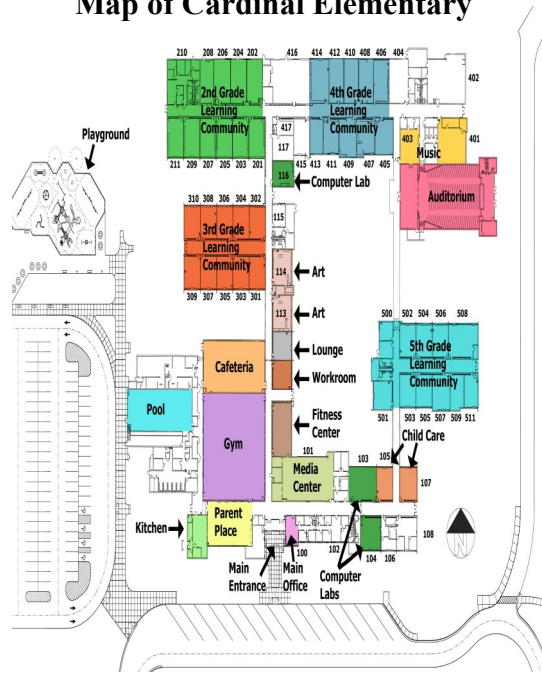 Map of Cardinal Elementary
210 208 206 204 202 416 414 412 410 408 406 404
402
2nd Grade
Learning
Community
4th Grade
Learning
Community
417
117
403
401
Music
Playground
211 209 207 205 203 201
415 413 411 409 407 405
116
Computer Lab
Auditorium
310 308 306 304 302
115
3rd Grade
Learning
Community
114
Art
309 307 305 303 301
113
Art
500 502 504 506 508
Lounge
5th Grade
Learning
Community
Cafeteria
Workroom
Pool
Gym
Fitness
Center
501 503 505 507 509 511
Child Care
101
Media
Center
103
105
107
Kitchen
Parent
Place
Main
Entrance
100
Main
Office
102
Computer
Labs
104
106
108
N